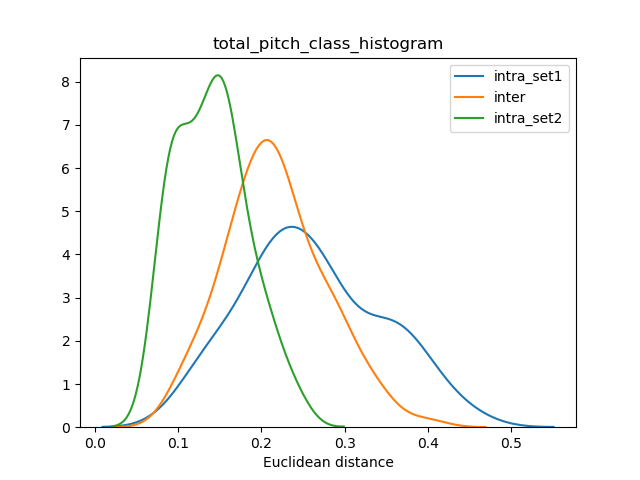 total_pitch_class_histogram
intra_set1
inter
intra_set2
8
7
6
5
4
3
2
1
0
0.0 0.1 0.2 0.3 0.4 0.5
Euclidean distance